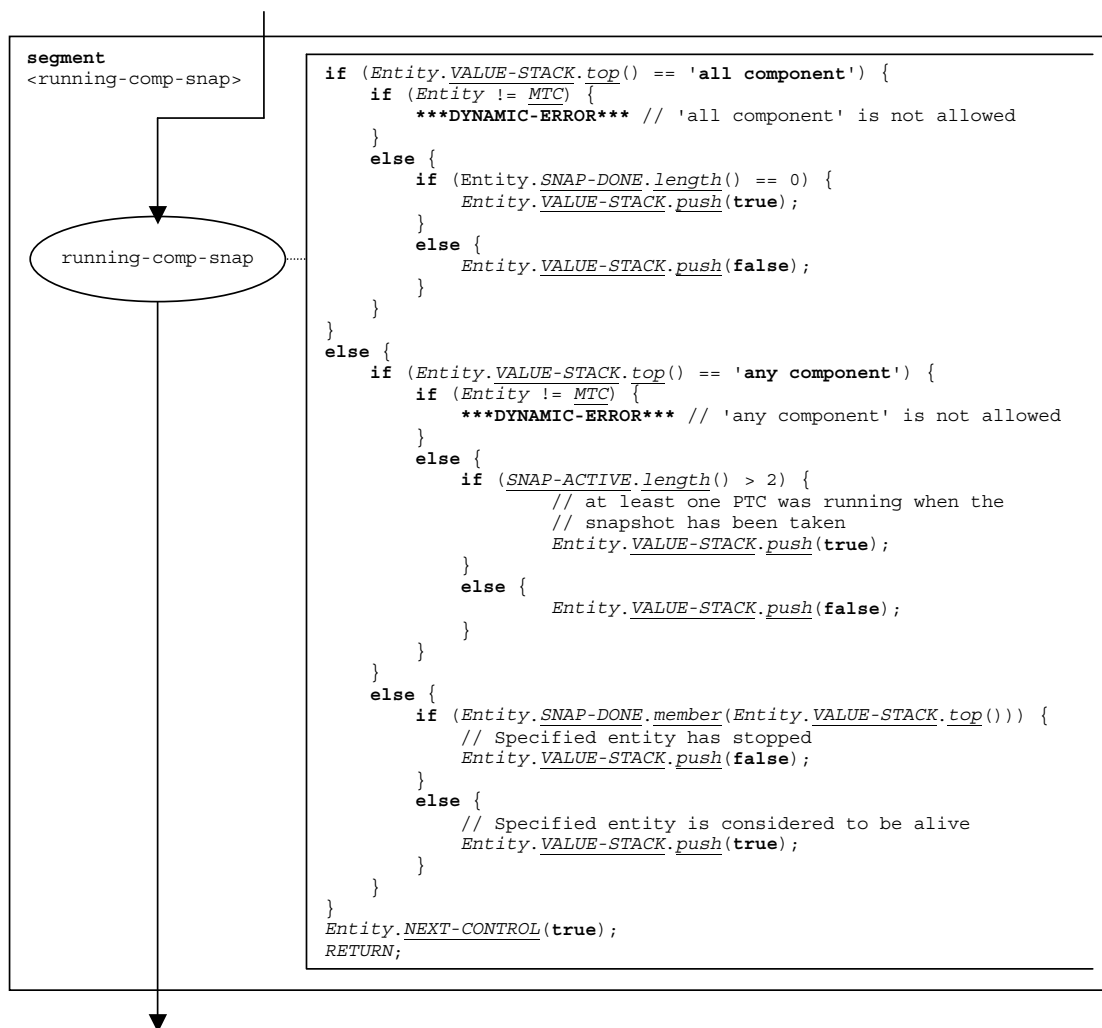 segment
<running-comp-snap>
running-comp-snap
if (Entity.VALUE-STACK.top() == 'all component') {
    if (Entity != MTC) {
        ***DYNAMIC-ERROR*** // 'all component' is not allowed
    }
    else {
        if (Entity.SNAP-DONE.length() == 0) {
            Entity.VALUE-STACK.push(true);
        }
        else {
            Entity.VALUE-STACK.push(false);
        }
    }
}
else {
    if (Entity.VALUE-STACK.top() == 'any component') {
        if (Entity != MTC) {
            ***DYNAMIC-ERROR*** // 'any component' is not allowed
        }
        else {
            if (SNAP-ACTIVE.length() > 2) {
                    // at least one PTC was running when the
                    // snapshot has been taken
                    Entity.VALUE-STACK.push(true);
            }
            else {
                    Entity.VALUE-STACK.push(false);
            }
        }
    }
    else {
        if (Entity.SNAP-DONE.member(Entity.VALUE-STACK.top())) {
            // Specified entity has stopped
            Entity.VALUE-STACK.push(false);
        }
        else {
            // Specified entity is considered to be alive
            Entity.VALUE-STACK.push(true);
        }
    }
}
Entity.NEXT-CONTROL(true);
RETURN;